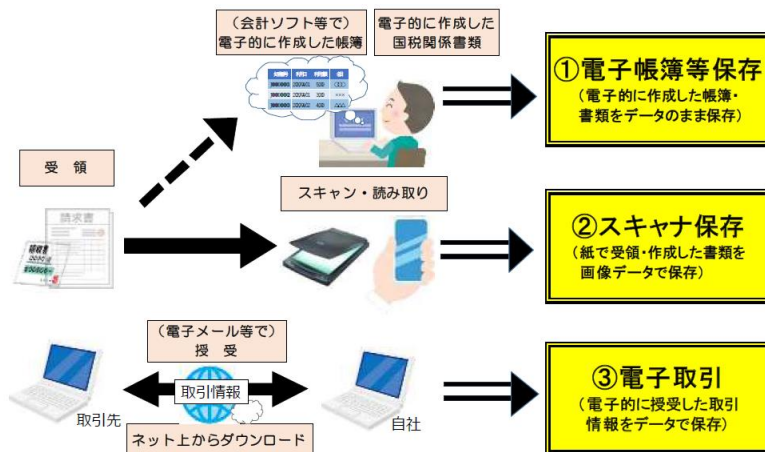 （会計ソフト等で）
電子的に作成した帳簿
電子的に作成した
国税関係書類
①電子帳簿等保存
（電子的に作成した帳簿・
書類をデータのまま保存）
受　領
請求書
領収書
スキャン・読み取り
②スキャナ保存
（紙で受領・作成した書類を
画像データで保存）
（電子メール等で）
授　受
取引情報
取引先
自社
ネット上からダウンロード
③電子取引
（電子的に授受した取引
情報をデータで保存）